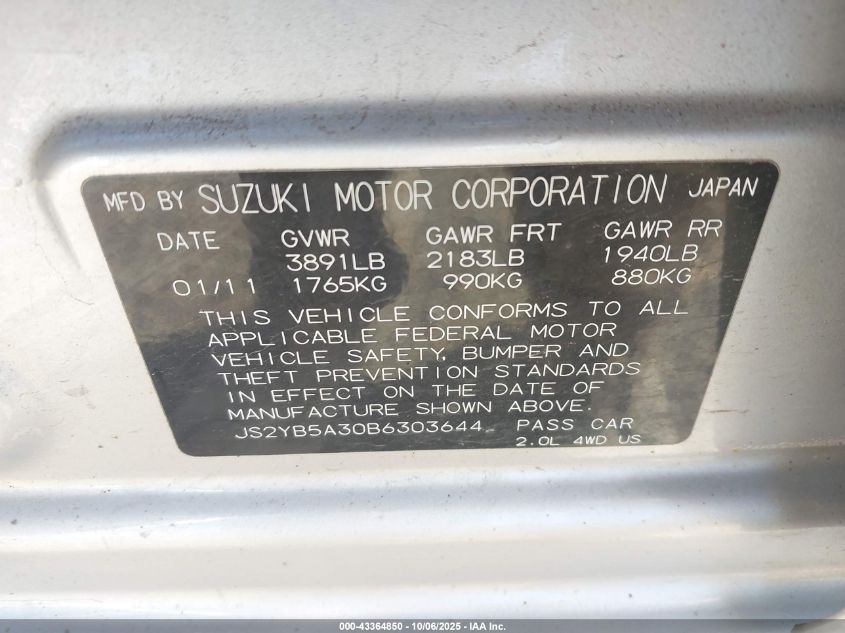 MFD BY SUZUKI MOTOR CORPORATION JAPAN
DATE GVWR GAWR FRT GAWR RR
3891LB 2183LB 1940LB
01/11 1765KG 990KG 880KG
THIS VEHICLE CONFORMS TO ALL
APPLICABLE FEDERAL MOTOR
VEHICLE SAFETY, BUMPER AND
THEFT PREVENTION STANDARDS
IN EFFECT ON THE DATE OF
MANUFACTURE SHOWN ABOVE.
JS2YB5A30B6303644 PASS CAR
2.0L 4WD US
000-43364850 - 10/06/2025 - IAA Inc.